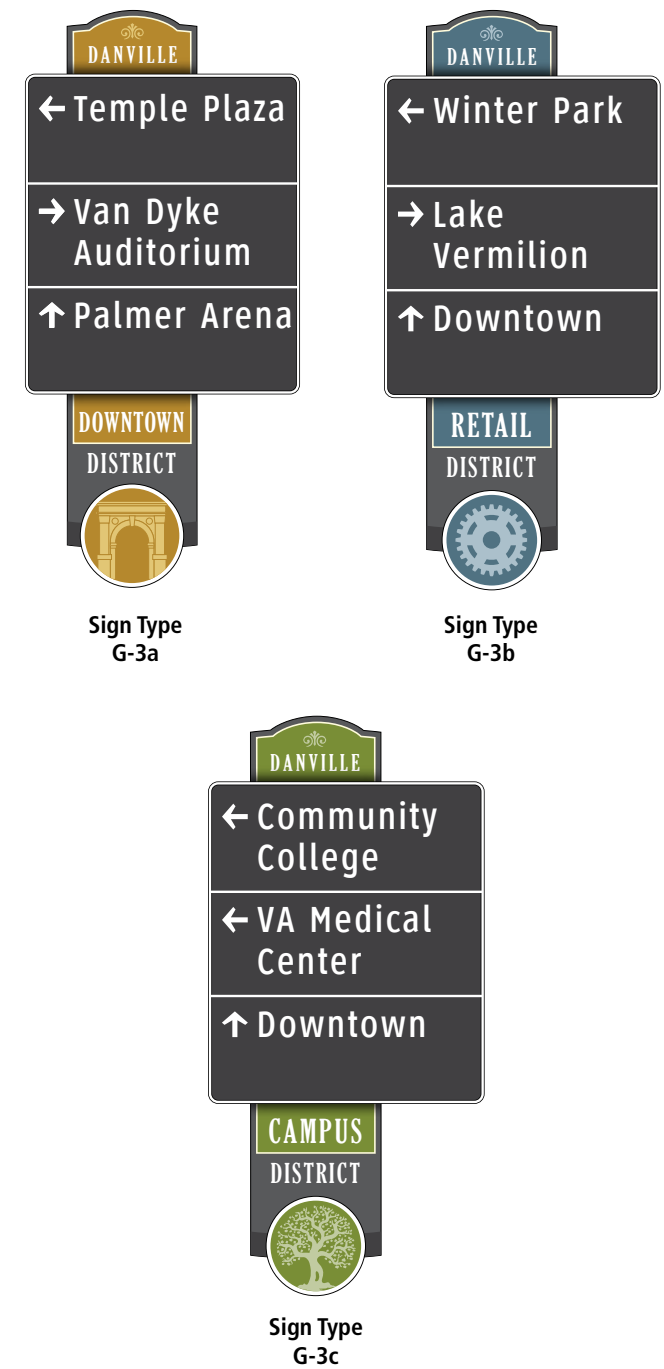 DANVILLE
← Temple Plaza
→ Van Dyke
Auditorium
↑ Palmer Arena
DOWNTOWN
DISTRICT
Sign Type
G-3a
DANVILLE
← Winter Park
→ Lake
Vermilion
↑ Downtown
RETAIL
DISTRICT
Sign Type
G-3b
DANVILLE
← Community
College
← VA Medical
Center
↑ Downtown
CAMPUS
DISTRICT
Sign Type
G-3c